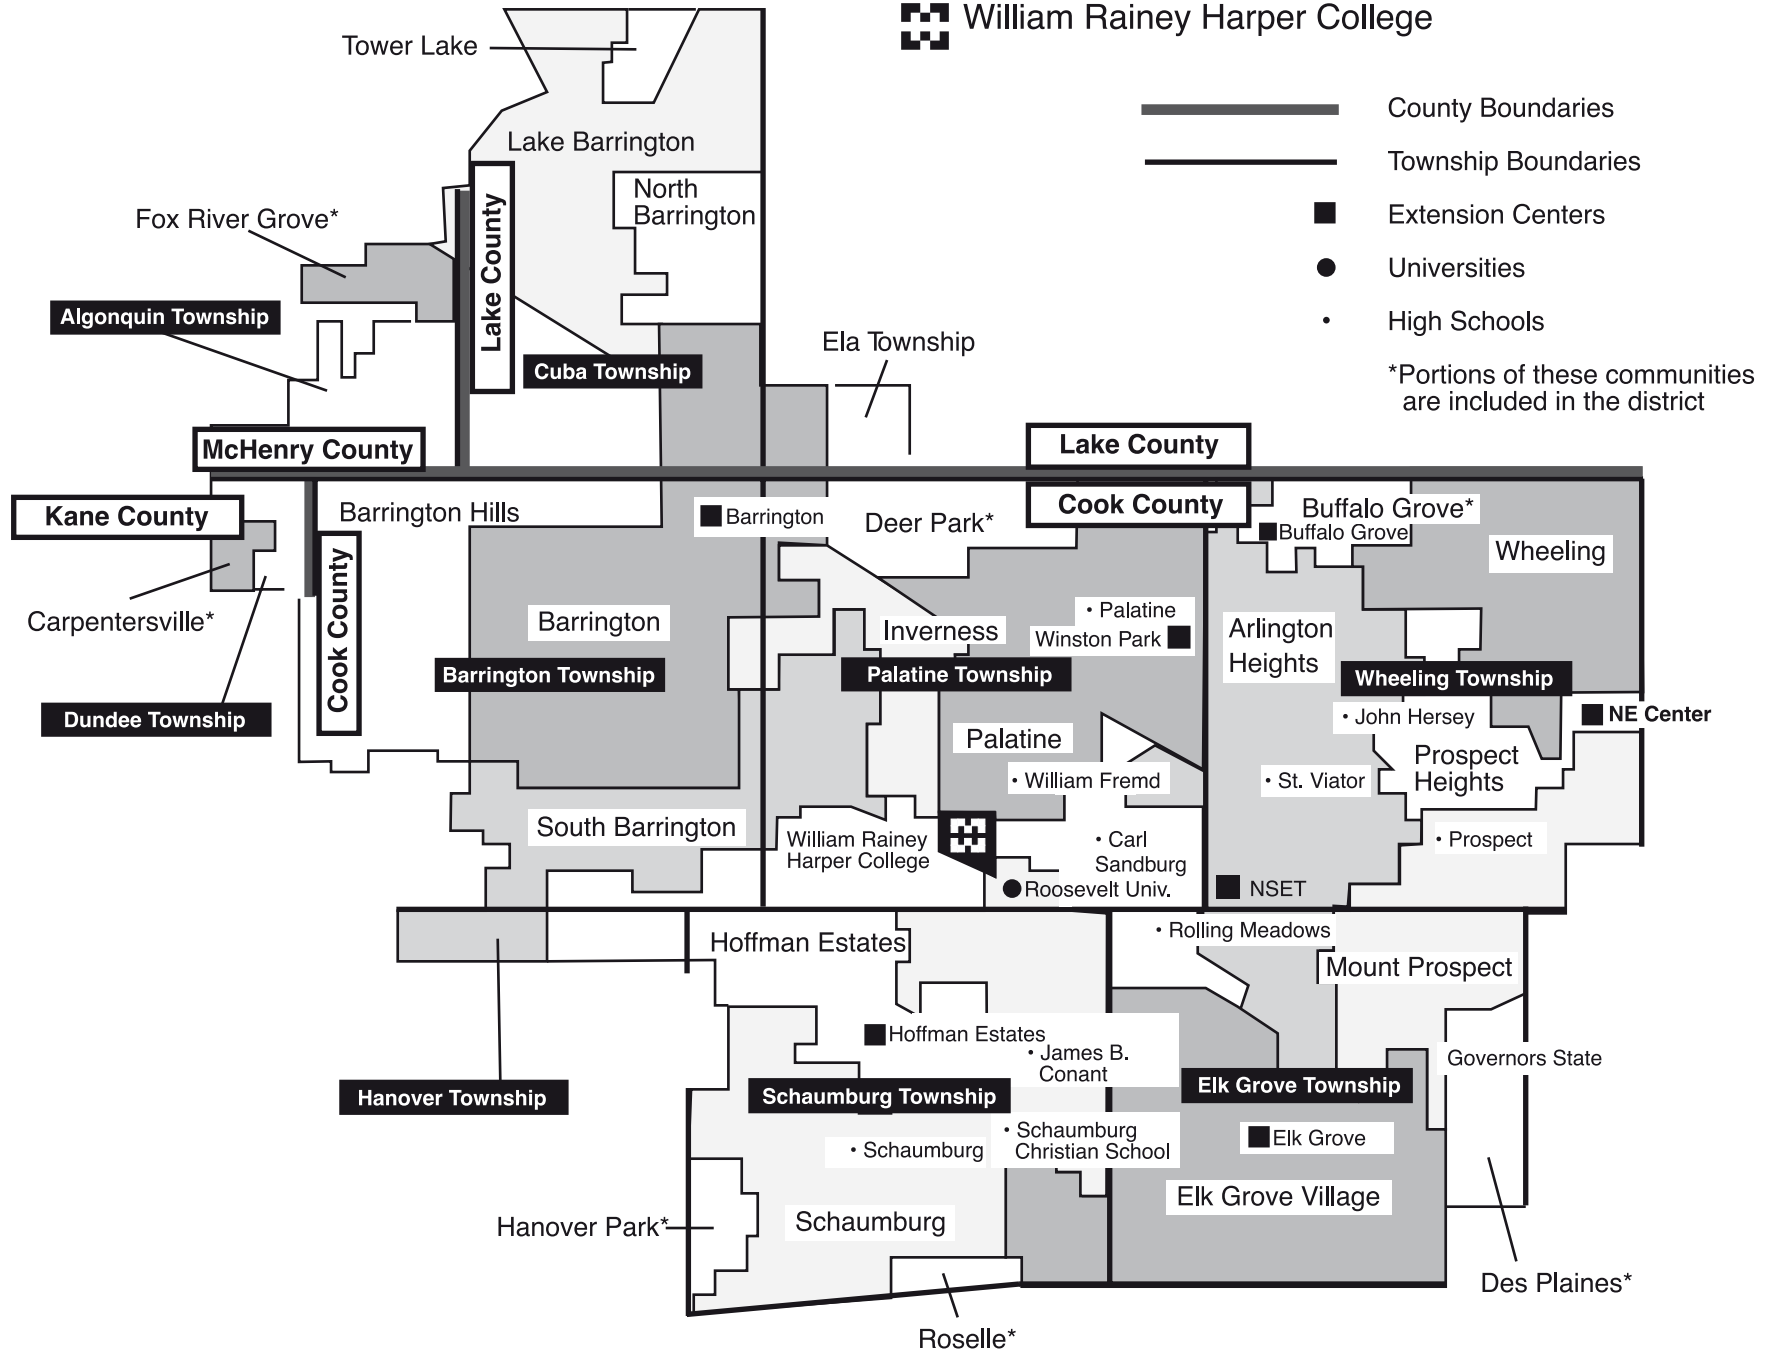 William Rainey Harper College
Tower Lake
County Boundaries
Lake Barrington
Township Boundaries
North
Barrington
Extension Centers
Fox River Grove*
Lake County
Universities
Algonquin Township
High Schools
Ela Township
Cuba Township
*Portions of these communities
are included in the district
McHenry County
Lake County
Kane County
Cook County
Barrington Hills
Barrington
Deer Park*
Buffalo Grove*
Buffalo Grove
Wheeling
Cook County
Carpentersville*
Barrington
Inverness
• Palatine
Winston Park
Arlington
Heights
Barrington Township
Palatine Township
Wheeling Township
Dundee Township
• John Hersey
NE Center
Palatine
Prospect
Heights
• William Fremd
• St. Viator
South Barrington
William Rainey
Harper College
• Carl
Sandburg
• Prospect
Roosevelt Univ.
NSET
Hoffman Estates
• Rolling Meadows
Mount Prospect
Hoffman Estates
• James B.
Conant
Governors State
Hanover Township
Schaumburg Township
Elk Grove Township
• Schaumburg
• Schaumburg
Christian School
Elk Grove
Elk Grove Village
Hanover Park*
Schaumburg
Des Plaines*
Roselle*